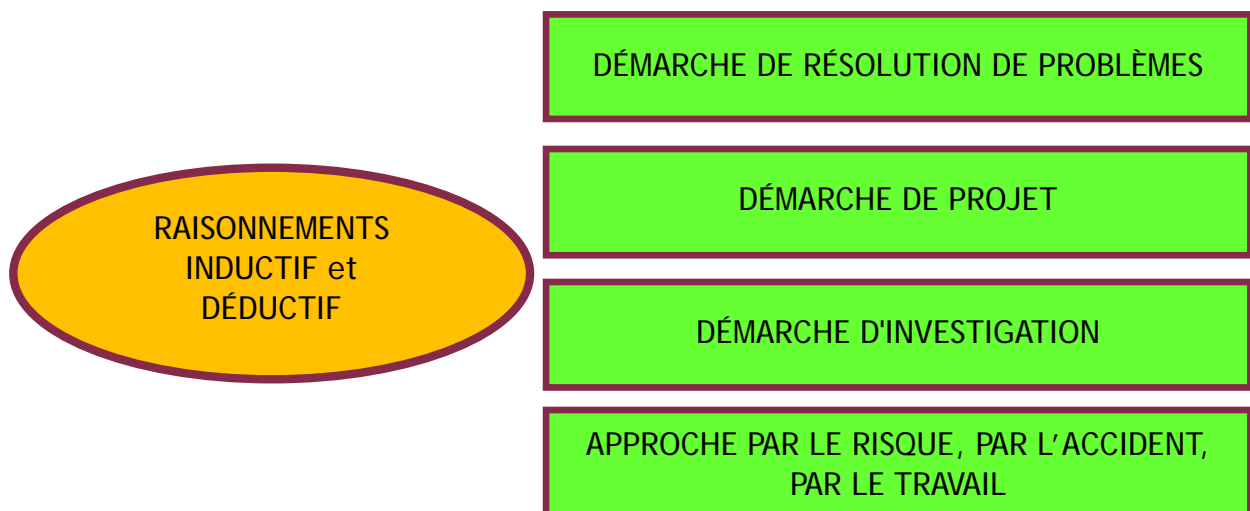 DÉMARCHE DE RÉSOLUTION DE PROBLÈMES
RAISONNEMENTS
INDUCTIF et
DÉDUCTIF
DÉMARCHE DE PROJET
DÉMARCHE D'INVESTIGATION
APPROCHE PAR LE RISQUE, PAR L’ACCIDENT,
PAR LE TRAVAIL